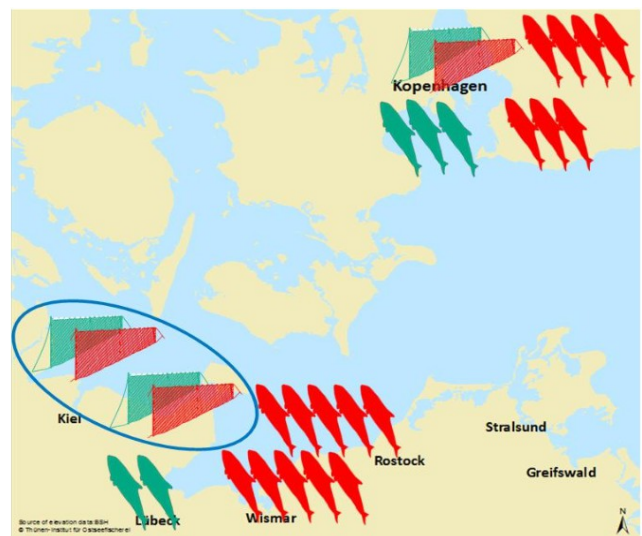 Kopenhagen
Kiel
Stralsund
Rostock
Greifswald
Lübeck
Wismar
Source of elevation data:BSH
© Thünen-Institut für Ostseefischerei
N